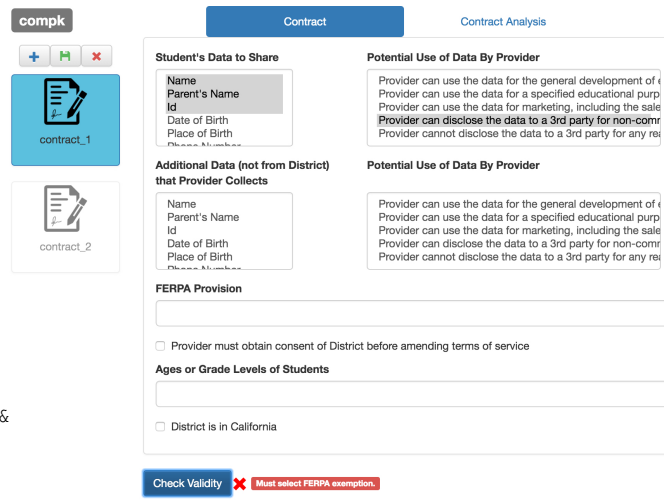 compk
Contract
Contract Analysis
contract_1
contract_2
Student's Data to Share
Name
Parent's Name
Id
Date of Birth
Place of Birth
Phone Number
Potential Use of Data By Provider
Provider can use the data for the general development of
Provider can use the data for a specified educational purp
Provider can use the data for marketing, including the sale
Provider can disclose the data to a 3rd party for non-comm
Provider cannot disclose the data to a 3rd party for any rea
Additional Data (not from District)
that Provider Collects
Name
Parent's Name
Id
Date of Birth
Place of Birth
Phone Number
Potential Use of Data By Provider
Provider can use the data for the general development of
Provider can use the data for a specified educational purp
Provider can use the data for marketing, including the sale
Provider can disclose the data to a 3rd party for non-comm
Provider cannot disclose the data to a 3rd party for any rea
FERPA Provision
Provider must obtain consent of District before amending terms of service
Ages or Grade Levels of Students
&
District is in California
Check Validity
Must select FERPA exemption.